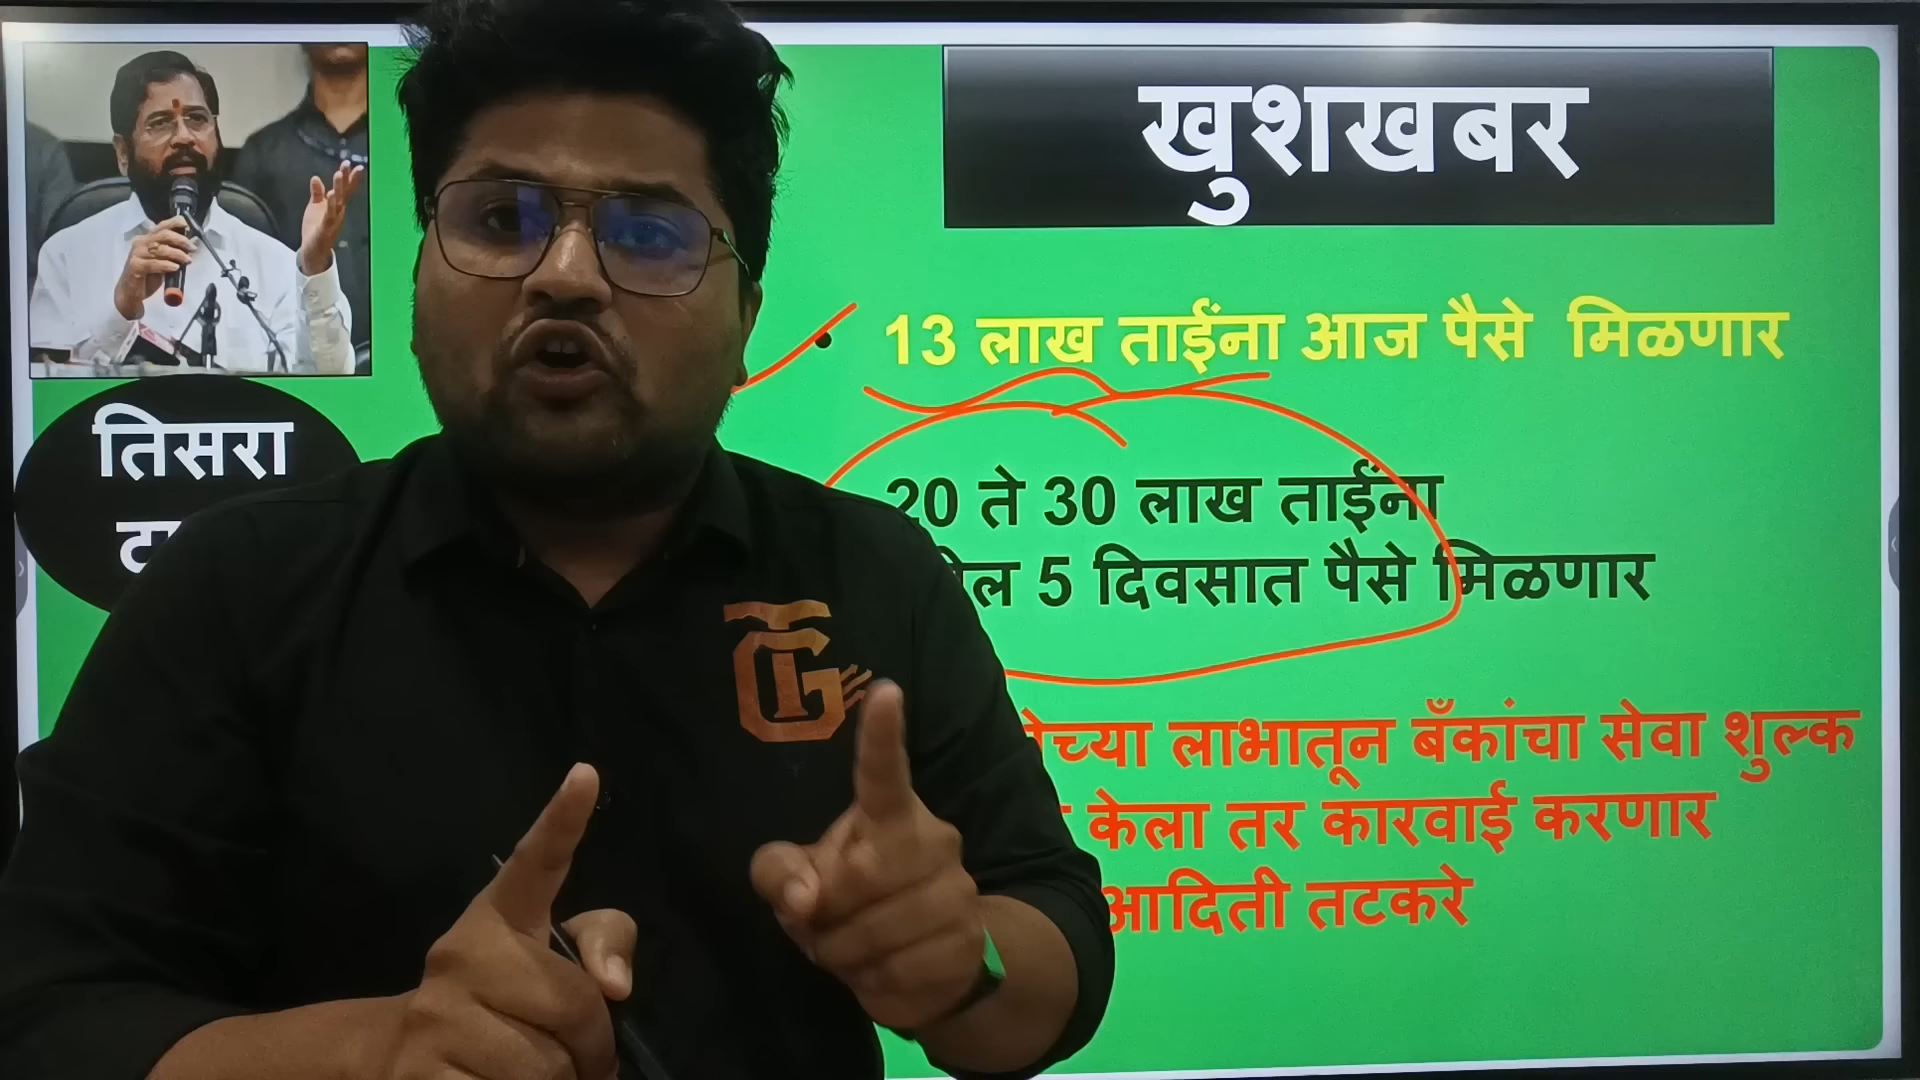 खुशखबर
तिसरा
13 लाख ताईंना आज पैसे मिळणार
20 ते 30 लाख ताईंना
5 दिवसात पैसे मिळणार
लाभातून बँकांचा सेवा शुल्क
केला तर कारवाई करणार
आदिती तटकरे